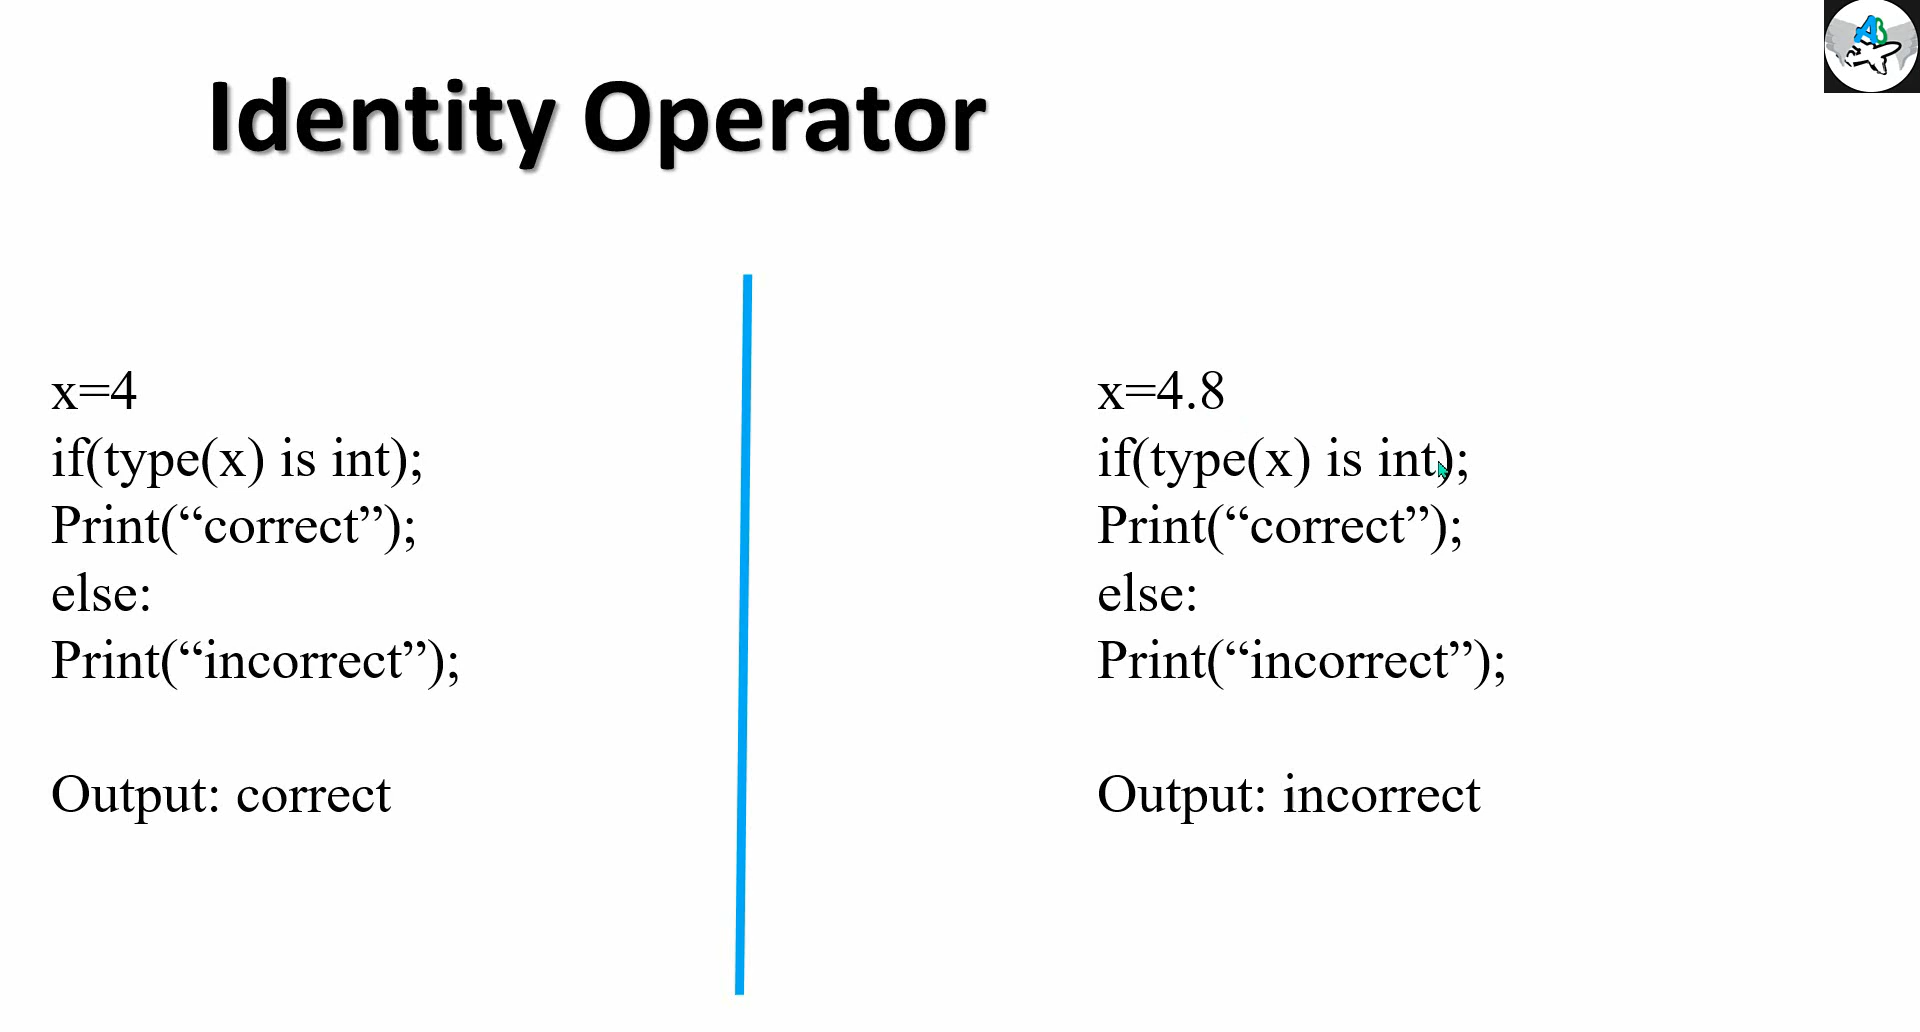 Identity Operator
x=4
if(type(x) is int);
Print(“correct”);
else:
Print(“incorrect”);
Output: correct
x=4.8
if(type(x) is int);
Print(“correct”);
else:
Print(“incorrect”);
Output: incorrect
AB